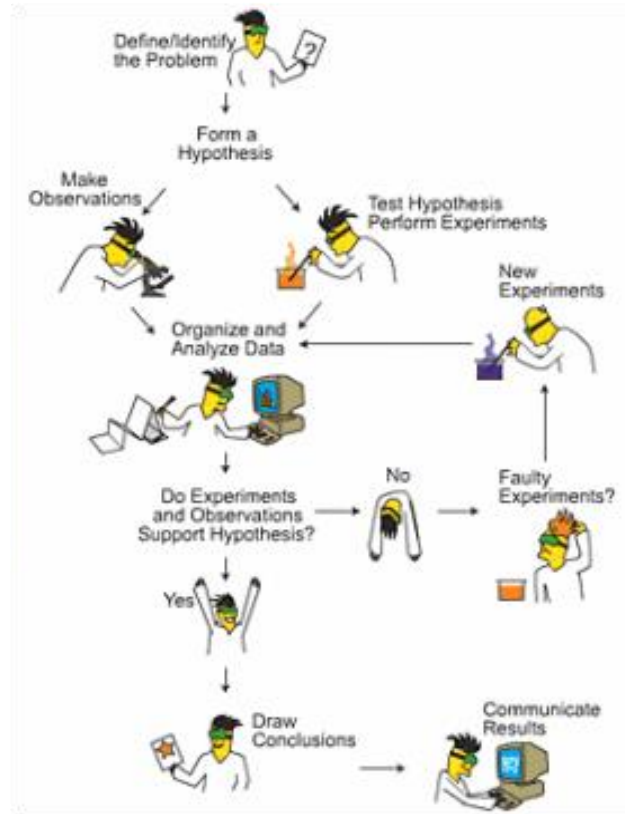 Define/Identify
the Problem
?
Form a
Hypothesis
Make
Observations
Test Hypothesis
Perform Experiments
New
Experiments
Organize and
Analyze Data
Do Experiments
and Observations
Support Hypothesis?
No
Faulty
Experiments?
Yes
Draw
Conclusions
Communicate
Results